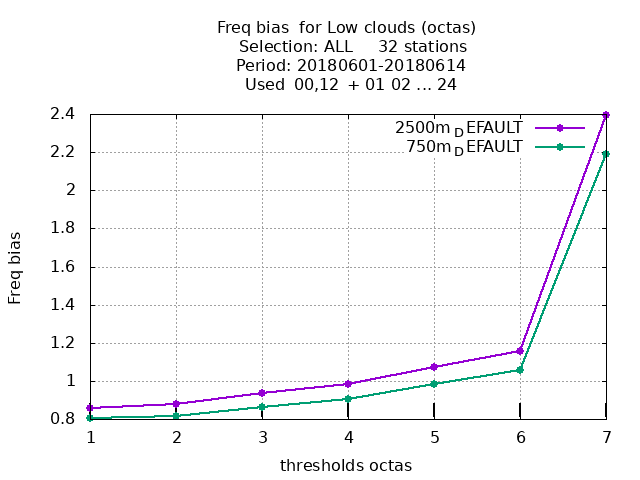 Freq bias  for Low clouds (octas)
Selection: ALL     32 stations
Period: 20180601-20180614
Used  00,12  + 01 02 ... 24
2500m_DEFAULT
750m_DEFAULT
2.4
2.2
2
1.8
1.6
1.4
1.2
1
0.8
Freq bias
1 2 3 4 5 6 7
thresholds octas